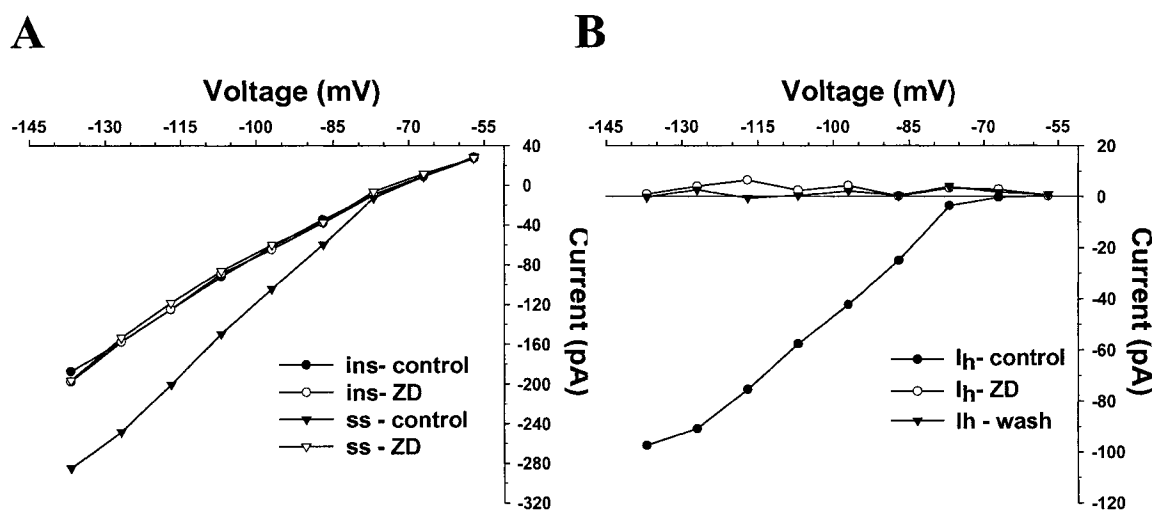 A
Voltage (mV)
-145 -130 -115 -100 -85 -70 -55
40
0
-40
-80
-120
-160
-200
-240
-280
-320
Current (pA)
ins- control
ins- ZD
ss - control
ss - ZD
B
Voltage (mV)
-145 -130 -115 -100 -85 -70 -55
20
0
-20
-40
-60
-80
-100
-120
Current (pA)
Ih- control
Ih- ZD
Ih - wash